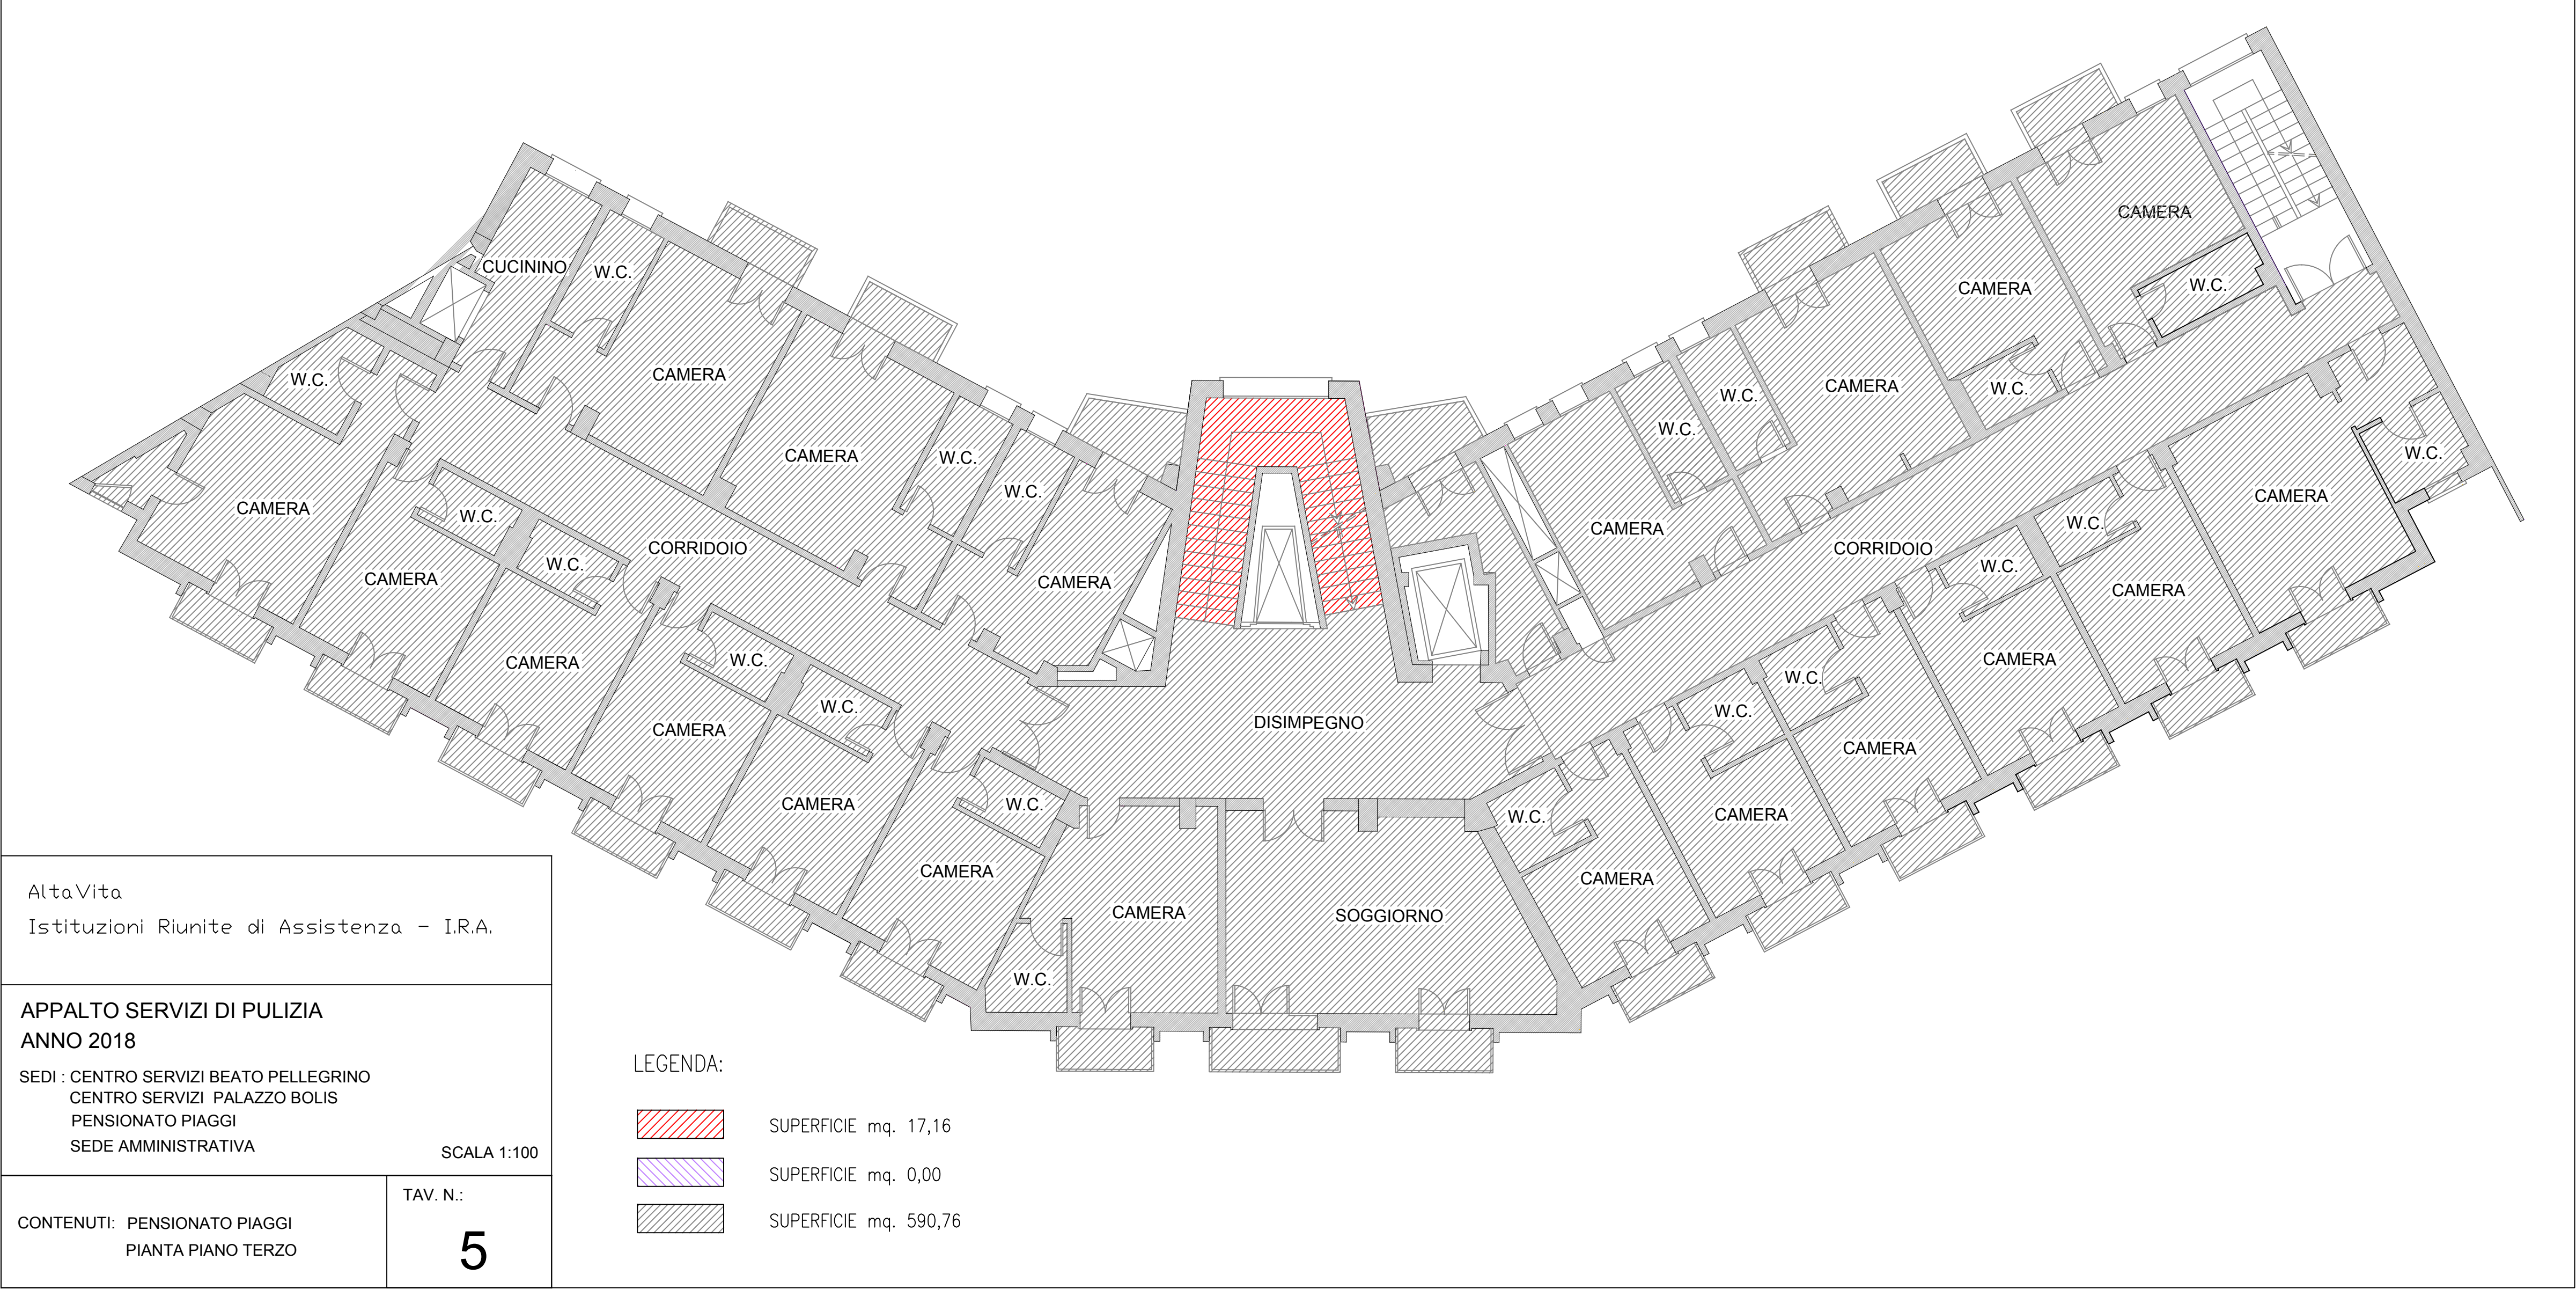 CAMERA
CUCININO
W.C.
W.C.
CAMERA
CAMERA
W.C.
CAMERA
W.C.
CAMERA
W.C.
W.C.
CAMERA
W.C.
W.C.
CAMERA
W.C.
CAMERA
W.C.
CAMERA
W.C.
CORRIDOIO
CAMERA
CORRIDOIO
W.C.
W.C.
CAMERA
CAMERA
CAMERA
CAMERA
W.C.
CAMERA
W.C.
CAMERA
W.C.
W.C.
W.C.
DISIMPEGNO
CAMERA
CAMERA
CAMERA
W.C.
W.C.
CAMERA
CAMERA
CAMERA
CAMERA
SOGGIORNO
W.C.
AltaVita
Istituzioni Riunite di Assistenza - I.R.A.
APPALTO SERVIZI DI PULIZIA
ANNO 2018
SEDI : CENTRO SERVIZI BEATO PELLEGRINO
CENTRO SERVIZI PALAZZO BOLIS
PENSIONATO PIAGGI
SEDE AMMINISTRATIVA
SCALA 1:100
CONTENUTI: PENSIONATO PIAGGI
PIANTA PIANO TERZO
TAV. N.:
5
LEGENDA:
SUPERFICIE mq. 17,16
SUPERFICIE mq. 0,00
SUPERFICIE mq. 590,76